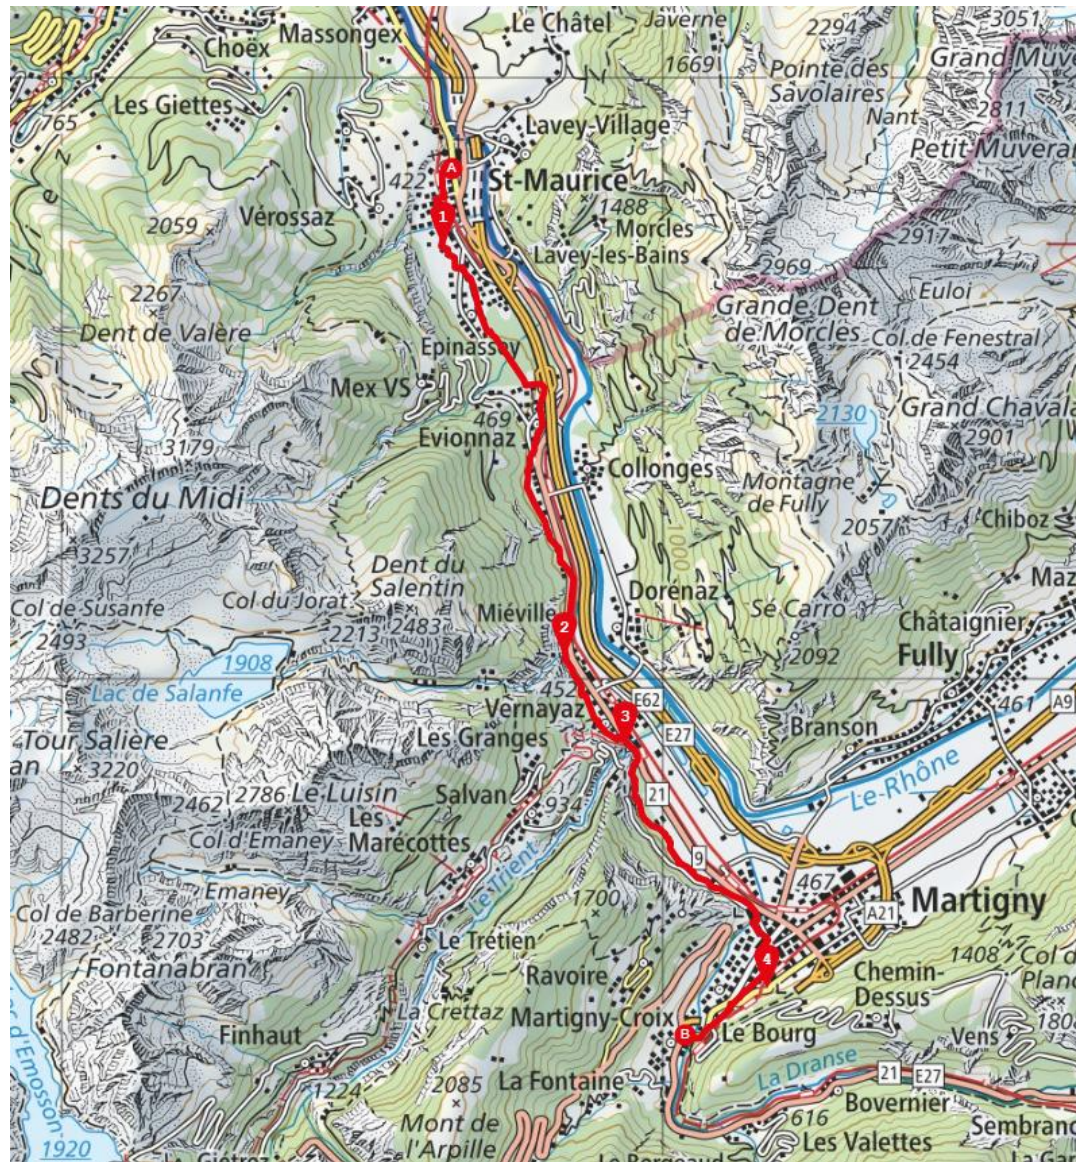 Massongex
Le Châtel
Javerne
2294
3051
Grand Muve
Choëx
1669
Pointe des
Savolaires
Les Giettes
2811
765
Lavey-Village
Nant
Petit Muveran
A
422
St-Maurice
Vérossaz
1
1488
Morcles
2059
Lavey-les-Bains
2917
2969
Euloi
2267
Grande Dent
de Morcles
Dent de Valère
Col de Fenestral
2454
Epinassey
Mex VS
469
2130
Grand Chavala
Evionnaz
2901
3179
Collonges
Montagne
de Fully
Dents du Midi
2057
Chiboz
1000
3257
Dent du
Salentin
Dorénaz
Maz
Col de Susanfe
Col du Jorat
Sé Carro
Châtaignier
2493
2213
2483
Miéville
2
Fully
1908
2092
Lac de Salanfe
452
E62
461
A9
Vernayaz
3
Branson
Tour Salière
Les Granges
E27
an
3220
Le-Rhône
2462
2786
Le-Luisin
Salvan
934
21
Les
Marécottes
Col d'Emaney
9
Le Trient
467
Emaney
1700
Martigny
Col de Barberine
A21
2482
2703
Le Trétien
1408
Col d
Fontanabran
4
Plan
Ravoire
Chemin-
Dessus
La Crettaz
Martigny-Croix
Finhaut
B
Le Bourg
Vens
180
d'Emosson
La Fontaine
La Dranse
21
E27
1224
2085
616
Bovernier
Mont de
l'Arpille
Sembranc
Les Valettes
1920